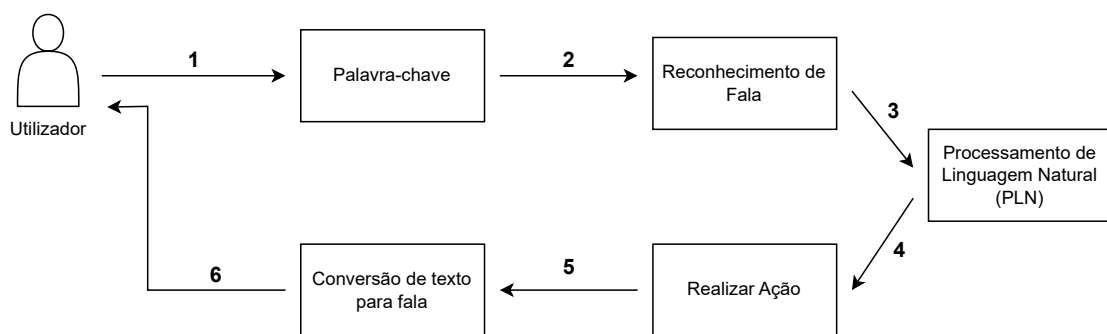 Utilizador
1
Palavra-chave
2
Reconhecimento de
Fala
3
Processamento de
Linguagem Natural
(PLN)
4
Realizar Ação
5
Conversão de texto
para fala
6